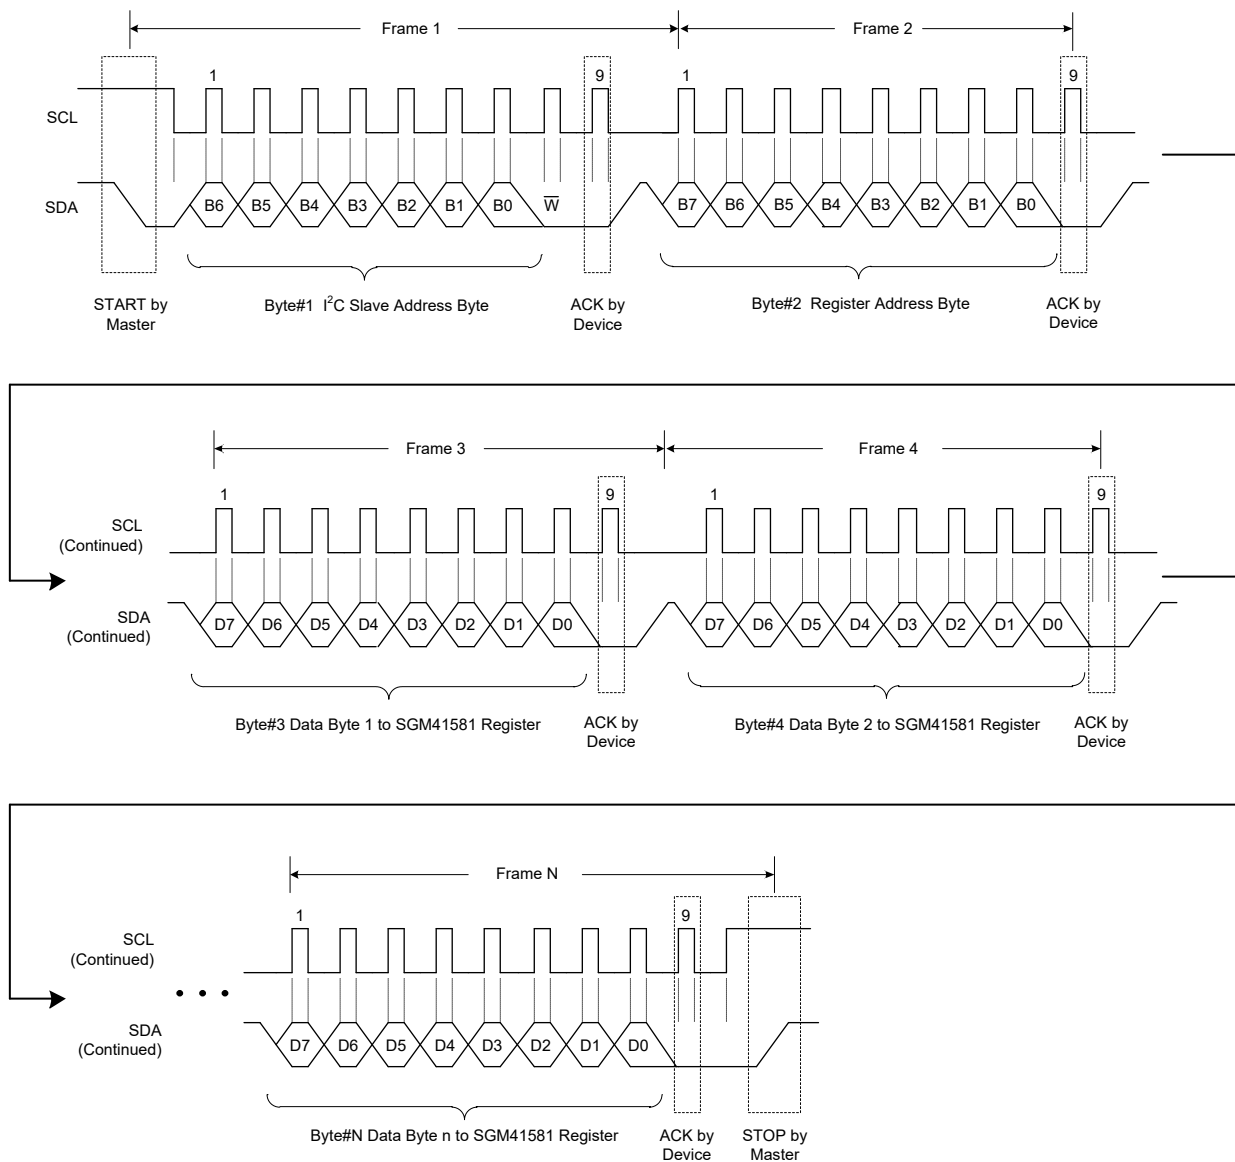 Frame 1 Frame 2
1 9 1 9
SCL
SDA B6 B5 B4 B3 B2 B1 B0 W̅ B7 B6 B5 B4 B3 B2 B1 B0
START by Master
Byte#1 I²C Slave Address Byte
ACK by Device
Byte#2 Register Address Byte
ACK by Device
Frame 3 Frame 4
1 9 1 9
SCL
(Continued)
SDA
(Continued)
D7 D6 D5 D4 D3 D2 D1 D0 D7 D6 D5 D4 D3 D2 D1 D0
Byte#3 Data Byte 1 to SGM41581 Register
ACK by
Device
Byte#4 Data Byte 2 to SGM41581 Register
ACK by
Device
Frame N
1 9
SCL
(Continued)
• • •
SDA
(Continued)
D7 D6 D5 D4 D3 D2 D1 D0
Byte#N Data Byte n to SGM41581 Register
ACK by
Device
STOP by
Master